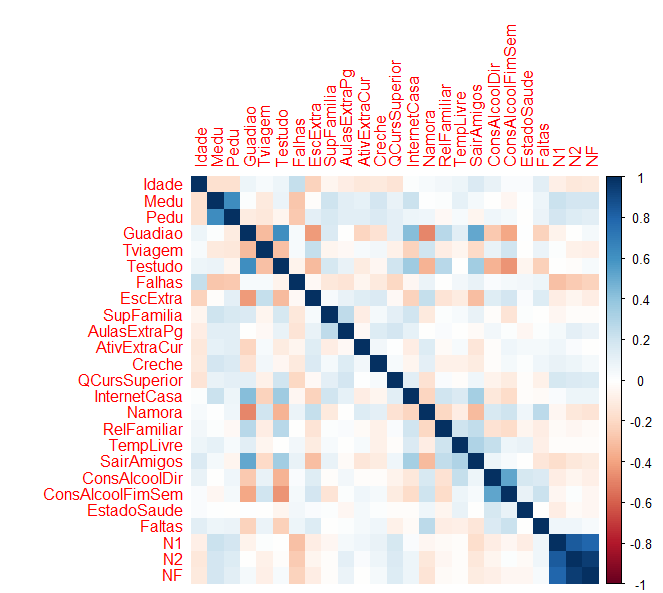 Idade
Medu
Pedu
Guadiao
Tviagem
Testudo
Falhas
EscExtra
SupFamilia
AulasExtraPg
AtivExtraCur
Creche
QCursSuperior
InternetCasa
Namora
RelFamiliar
TempLivre
SairAmigos
ConsAlcoolDir
ConsAlcoolFimSem
EstadoSaude
Faltas
N1
N2
NF
Idade
Medu
Pedu
Guadiao
Tviagem
Testudo
Falhas
EscExtra
SupFamilia
AulasExtraPg
AtivExtraCur
Creche
QCursSuperior
InternetCasa
Namora
RelFamiliar
TempLivre
SairAmigos
ConsAlcoolDir
ConsAlcoolFimSem
EstadoSaude
Faltas
N1
N2
NF
1
0.8
0.6
0.4
0.2
0
-0.2
-0.4
-0.6
-0.8
-1